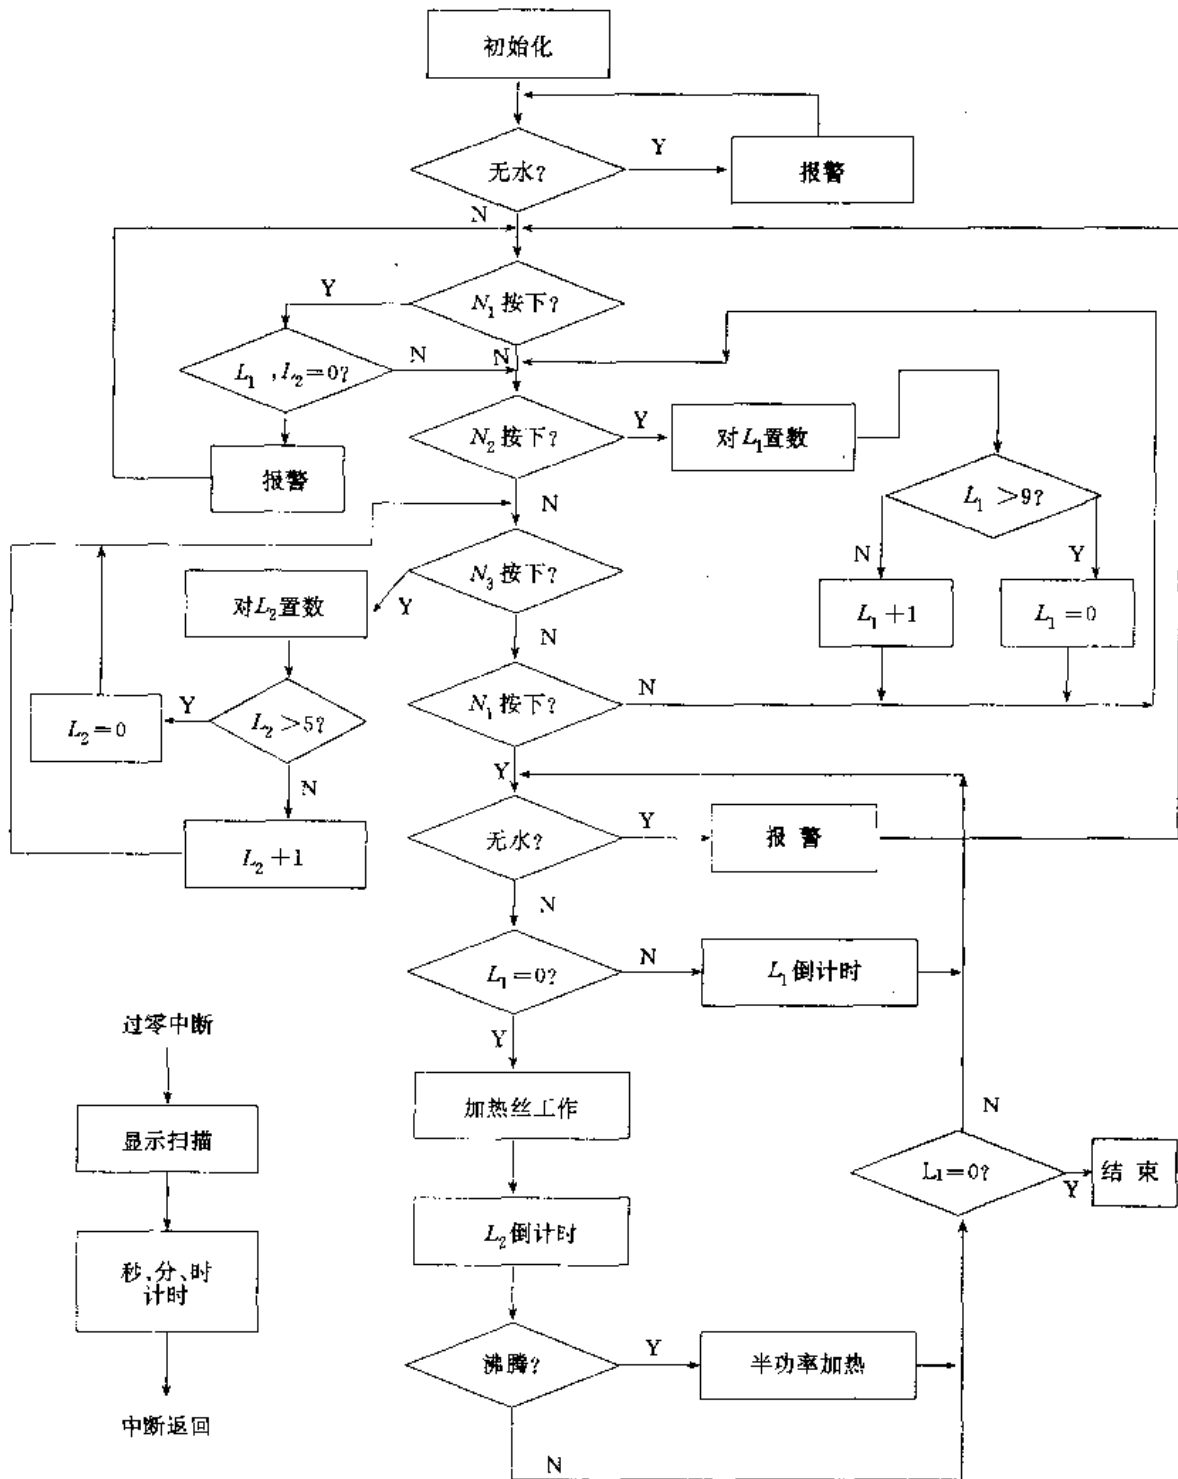 初始化
无水?
Y
报警
N
N₁按下?
Y
N
L₁,L₂=0?
N
报警
N₂按下?
Y
对L₁置数
N
L₁>9?
N
Y
L₁+1
L₁=0
N₃按下?
Y
对L₂置数
N
L₂>5?
Y
L₂=0
N
L₂+1
N₁按下?
N
Y
无水?
Y
报 警
N
L₁=0?
N
L₁倒计时
Y
加热丝工作
L₂倒计时
沸腾?
Y
半功率加热
N
L₁=0?
N
Y
结 束
过零中断
显示扫描
秒、分、时
计时
中断返回